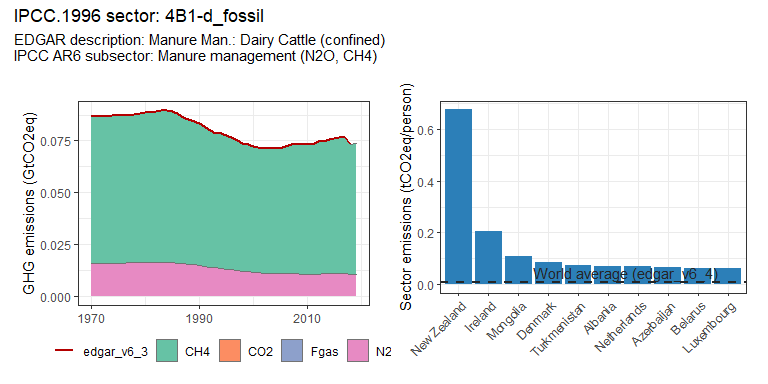 IPCC.1996 sector: 4B1-d_fossil
EDGAR description: Manure Man.: Dairy Cattle (confined)
IPCC AR6 subsector: Manure management (N2O, CH4)
GHG emissions (GtCO2eq)
0.075
0.050
0.025
0.000
1970
1990
2010
edgar_v6_3
CH4
CO2
Fgas
N2
Sector emissions (tCO2eq/person)
0.6
0.4
0.2
0.0
World average (edgar_v6_4)
New Zealand
Ireland
Mongolia
Denmark
Turkmenistan
Albania
Netherlands
Azerbaijan
Belarus
Luxembourg